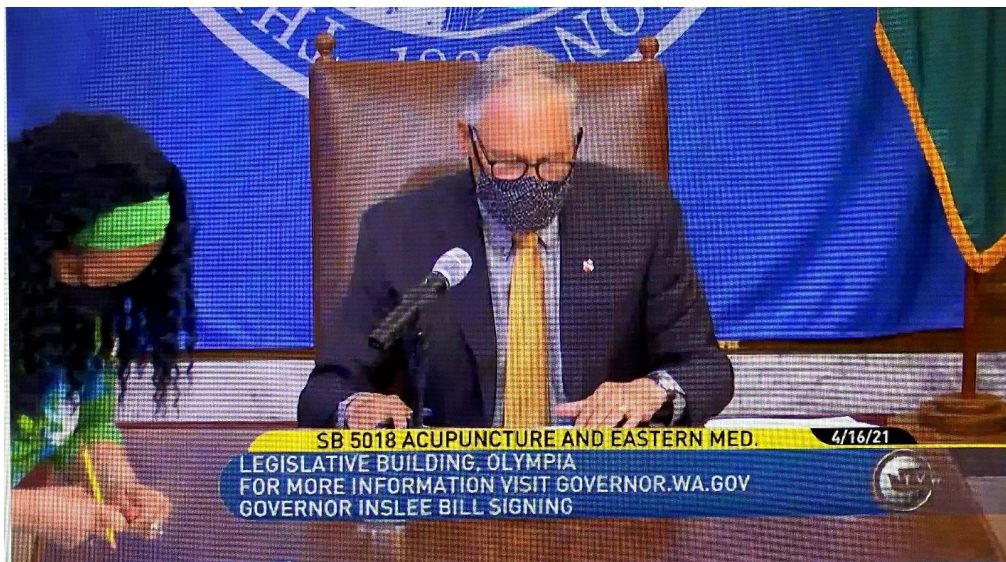 SB 5018 ACUPUNCTURE AND EASTERN MED.
4/16/21
LEGISLATIVE BUILDING, OLYMPIA
FOR MORE INFORMATION VISIT GOVERNOR.WA.GOV
GOVERNOR INSLEE BILL SIGNING
TVW